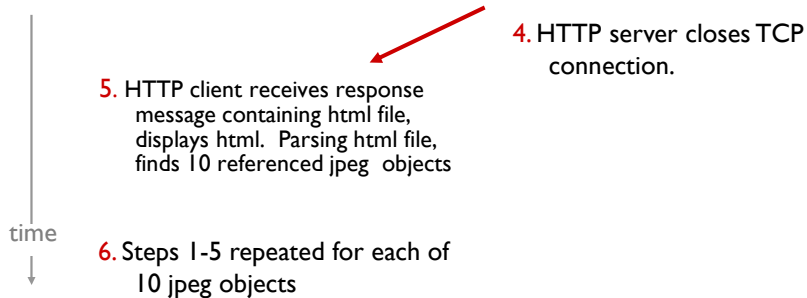 4. HTTP server closes TCP
connection.
5. HTTP client receives response
message containing html file,
displays html. Parsing html file,
finds 10 referenced jpeg objects
time
6. Steps 1-5 repeated for each of
10 jpeg objects